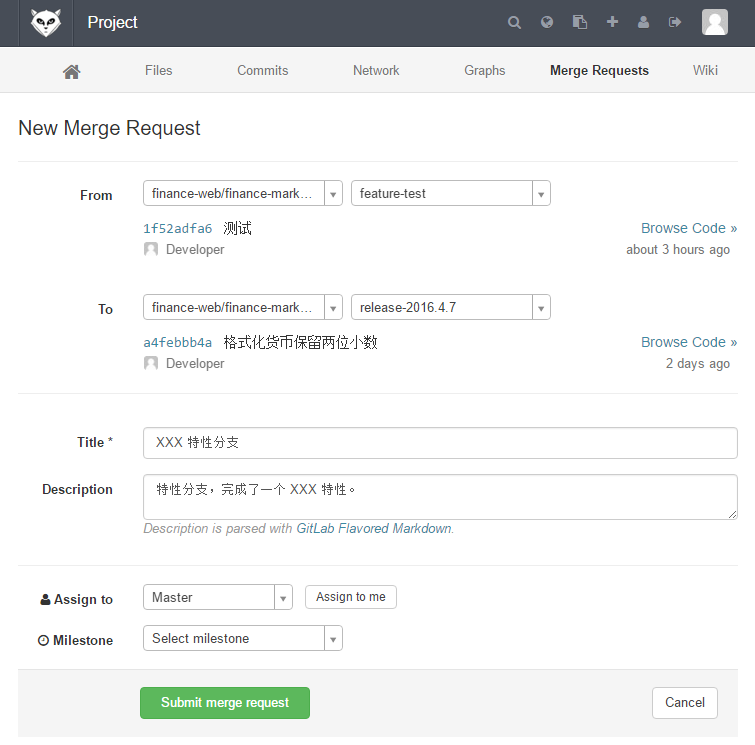 Project
Files Commits Network Graphs Merge Requests Wiki
New Merge Request
From finance-web/finance-mark... feature-test
1f52adfa6 测试 Browse Code »
Developer about 3 hours ago
To finance-web/finance-mark... release-2016.4.7
a4febbb4a 格式化货币保留两位小数 Browse Code »
Developer 2 days ago
Title * XXX 特性分支
Description 特性分支，完成了一个 XXX 特性。
Description is parsed with GitLab Flavored Markdown.
Assign to Master Assign to me
Milestone Select milestone
Submit merge request Cancel